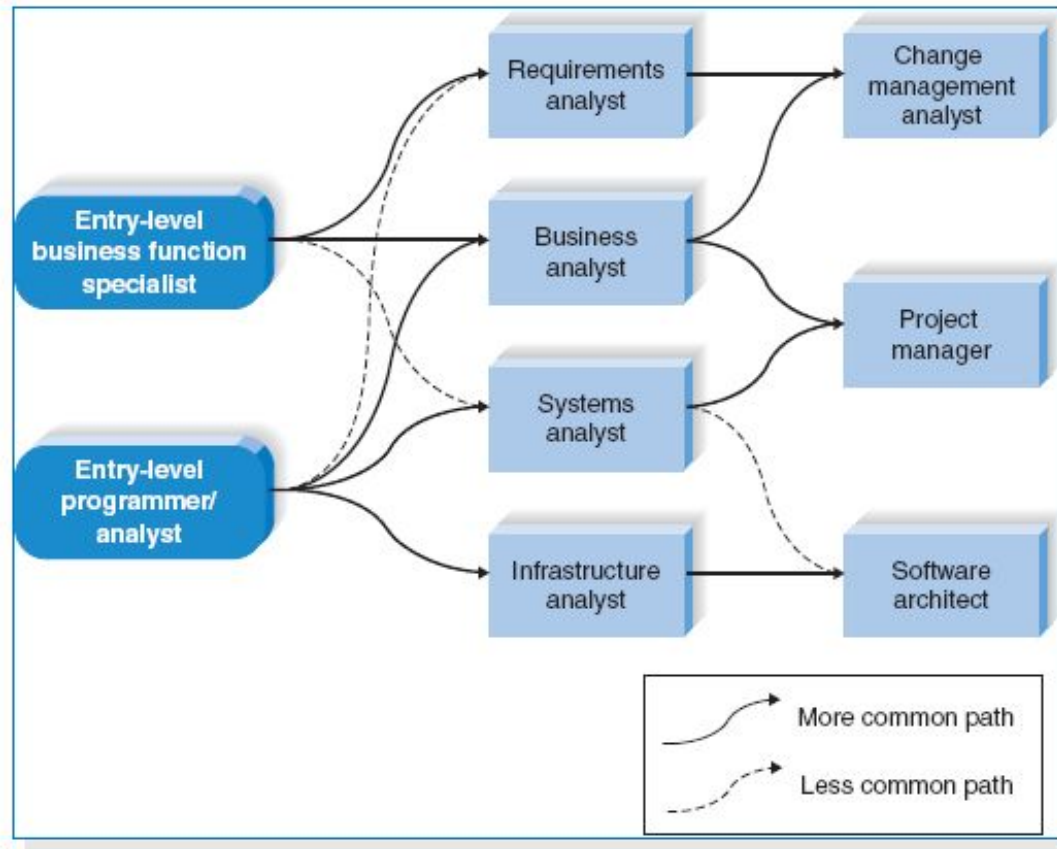 Requirements
analyst
Change
management
analyst
Entry-level
business function
specialist
Business
analyst
Project
manager
Systems
analyst
Entry-level
programmer/
analyst
Infrastructure
analyst
Software
architect
More common path
Less common path